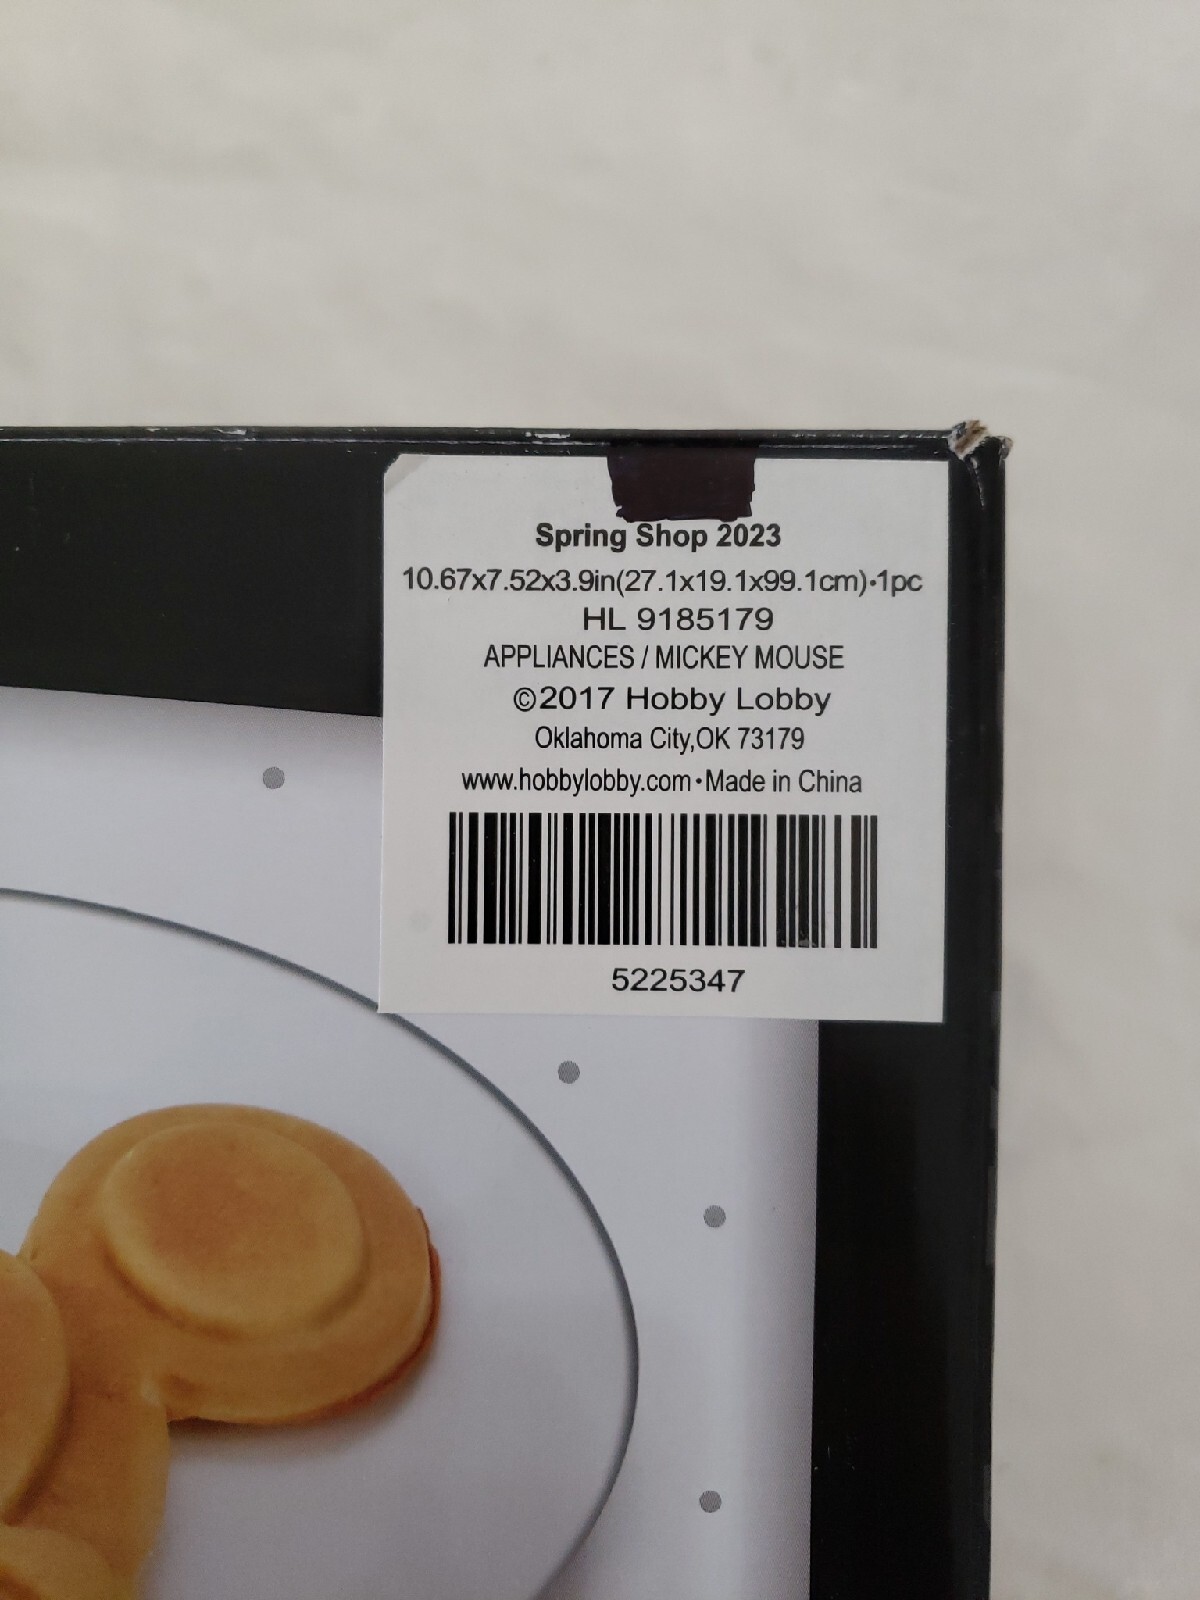 Spring Shop 2023
10.67x7.52x3.9in(27.1x19.1x99.1cm)•1pc
HL 9185179
APPLIANCES / MICKEY MOUSE
©2017 Hobby Lobby
Oklahoma City,OK 73179
www.hobbylobby.com•Made in China
5225347